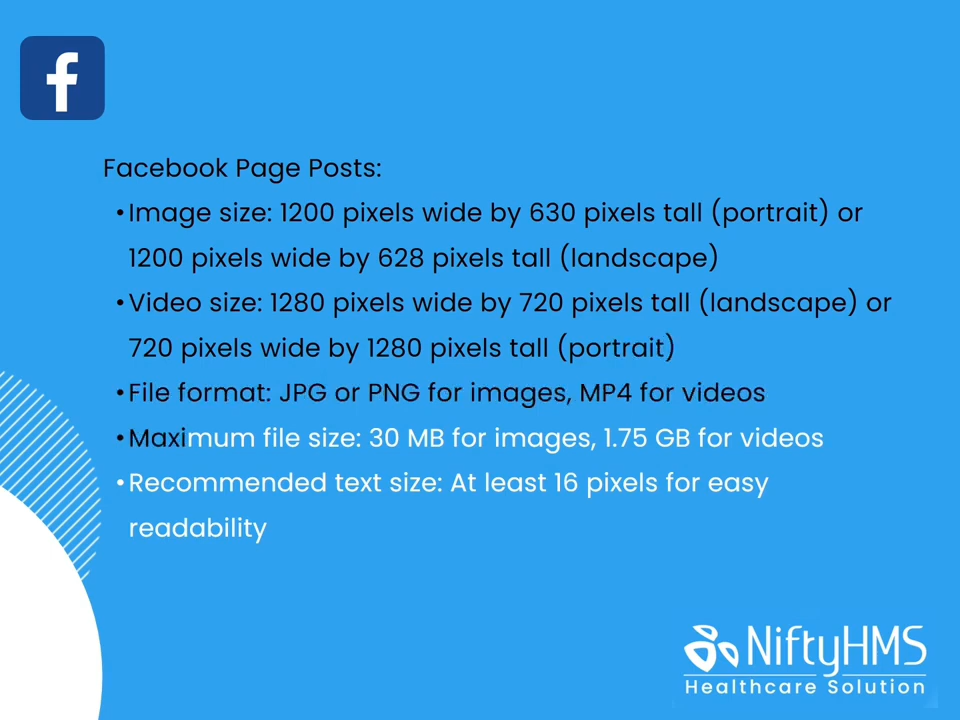 f
Facebook Page Posts:
• Image size: 1200 pixels wide by 630 pixels tall (portrait) or
1200 pixels wide by 628 pixels tall (landscape)
• Video size: 1280 pixels wide by 720 pixels tall (landscape) or
720 pixels wide by 1280 pixels tall (portrait)
• File format: JPG or PNG for images, MP4 for videos
• Maximum file size: 30 MB for images, 1.75 GB for videos
• Recommended text size: At least 16 pixels for easy
readability
NiftyHMS
Healthcare Solution